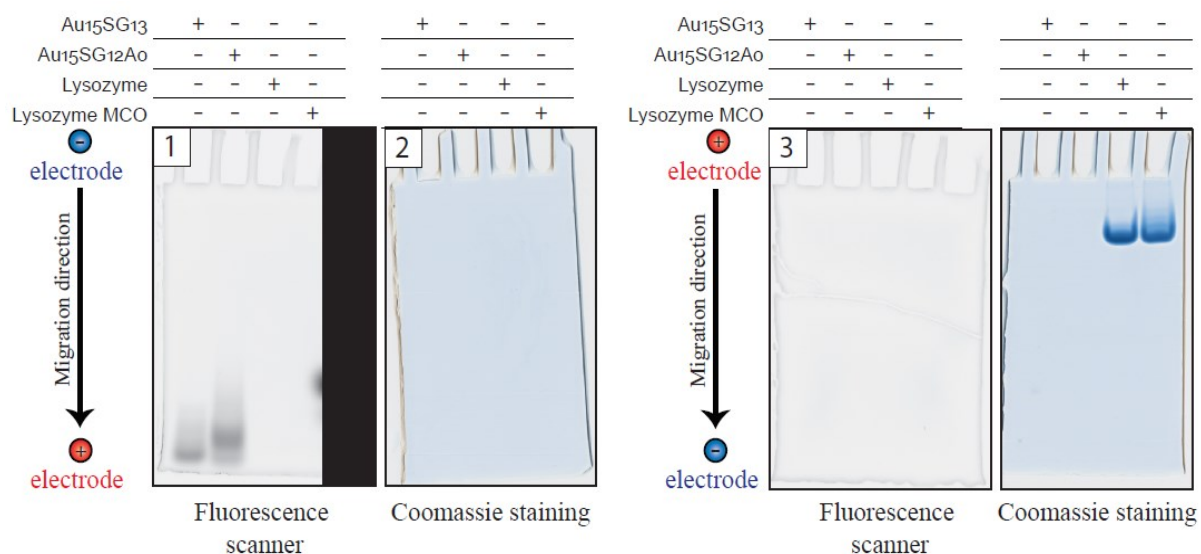 Au15SG13 + - - - + - - -
Au15SG12Ao - + - - - + - -
Lysozyme - - + - - - + -
Lysozyme MCO - - - + - - - +
-
electrode
Migration direction
+
electrode
1
2
Fluorescence
scanner
Coomassie staining
Au15SG13 + - - - + - - -
Au15SG12Ao - + - - - + - -
Lysozyme - - + - - - + -
Lysozyme MCO - - - + - - - +
+
electrode
Migration direction
-
electrode
3
Fluorescence
scanner
Coomassie staining